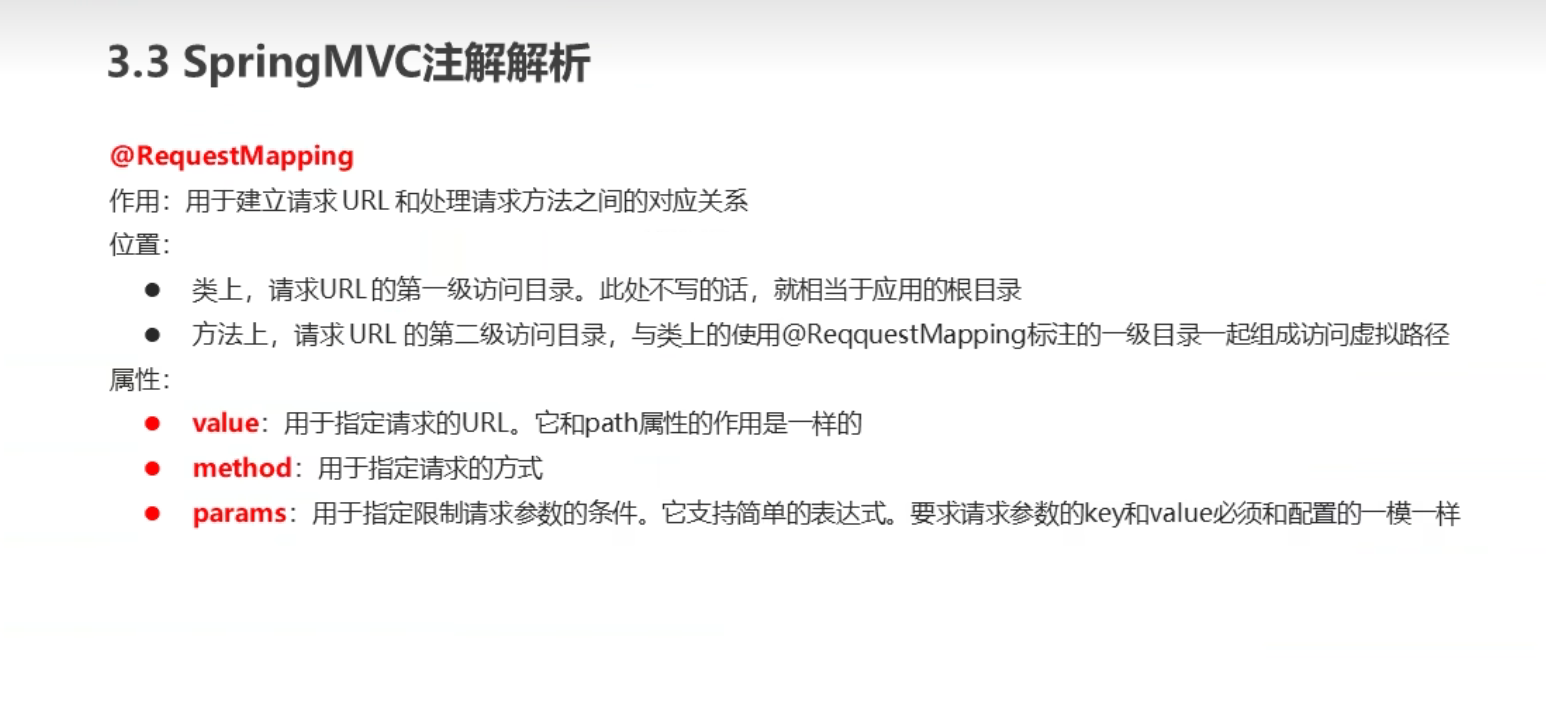 3.3 SpringMVC注解解析
@RequestMapping
作用：用于建立请求 URL 和处理请求方法之间的对应关系
位置：
● 类上，请求URL 的第一级访问目录。此处不写的话，就相当于应用的根目录
● 方法上，请求 URL 的第二级访问目录，与类上的使用@ReqquestMapping标注的一级目录一起组成访问虚拟路径
属性：
● value：用于指定请求的URL。它和path属性的作用是一样的
● method：用于指定请求的方式
● params：用于指定限制请求参数的条件。它支持简单的表达式。要求请求参数的key和value必须和配置的一模一样